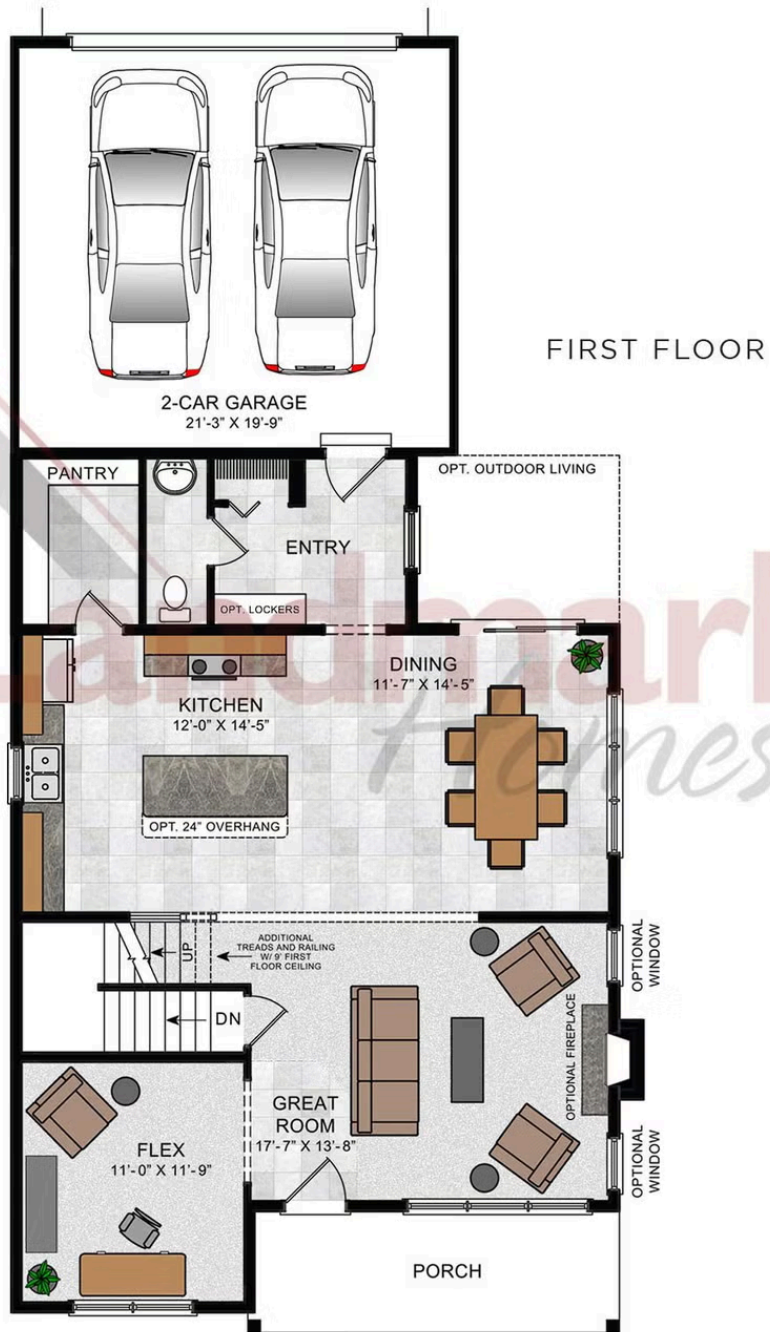 FIRST FLOOR
2-CAR GARAGE
21'-3" X 19'-9"
PANTRY
OPT. OUTDOOR LIVING
ENTRY
OPT. LOCKERS
Landmark
Homes
DINING
11'-7" X 14'-5"
KITCHEN
12'-0" X 14'-5"
OPT. 24" OVERHANG
UP
ADDITIONAL
TREADS AND RAILING
W/ 9' FIRST
FLOOR CEILING
OPTIONAL
WINDOW
DN
OPTIONAL FIREPLACE
GREAT
ROOM
17'-7" X 13'-8"
FLEX
11'-0" X 11'-9"
OPTIONAL
WINDOW
PORCH